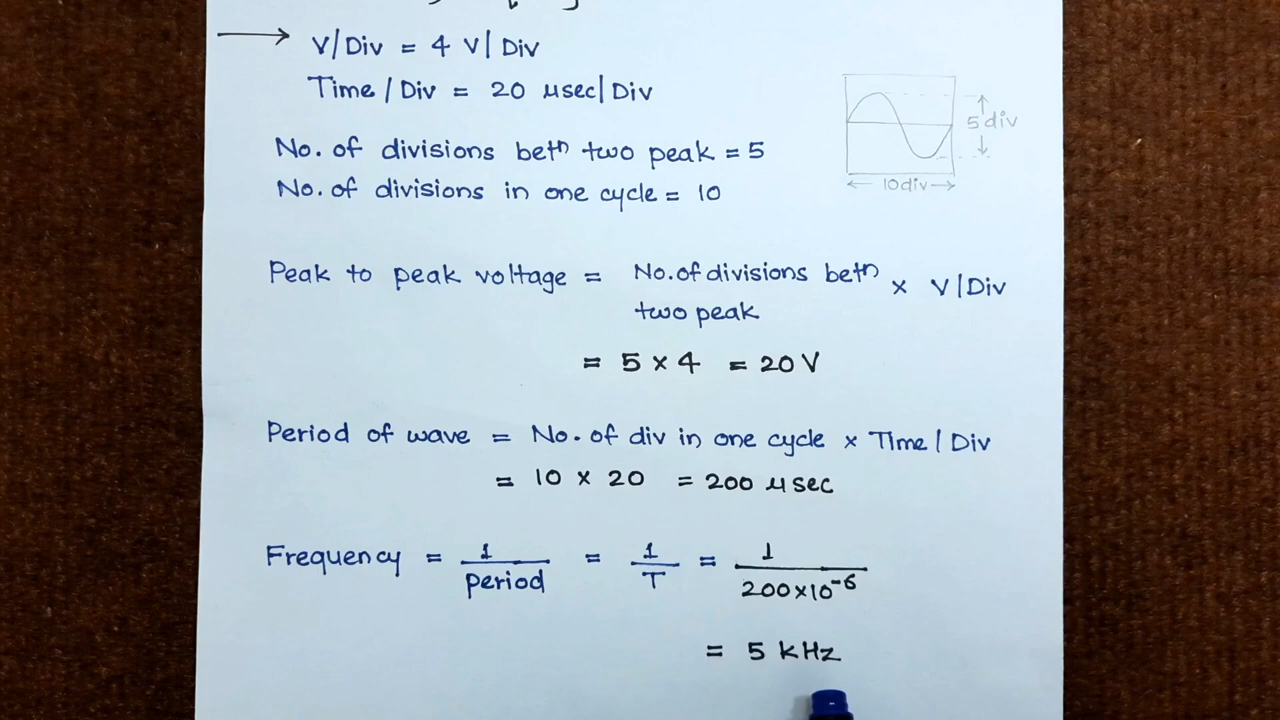 V/Div = 4 V/Div
Time / Div = 20 μsec/Div
5 div
10div
No. of divisions betn two peak = 5
No. of divisions in one cycle = 10
Peak to peak voltage = No. of divisions betn two peak × V/Div
= 5 × 4 = 20 V
Period of wave = No. of div in one cycle × Time / Div
= 10 × 20 = 200 μsec
Frequency = 1/period = 1/T = 1/200×10⁻⁶
= 5 kHz